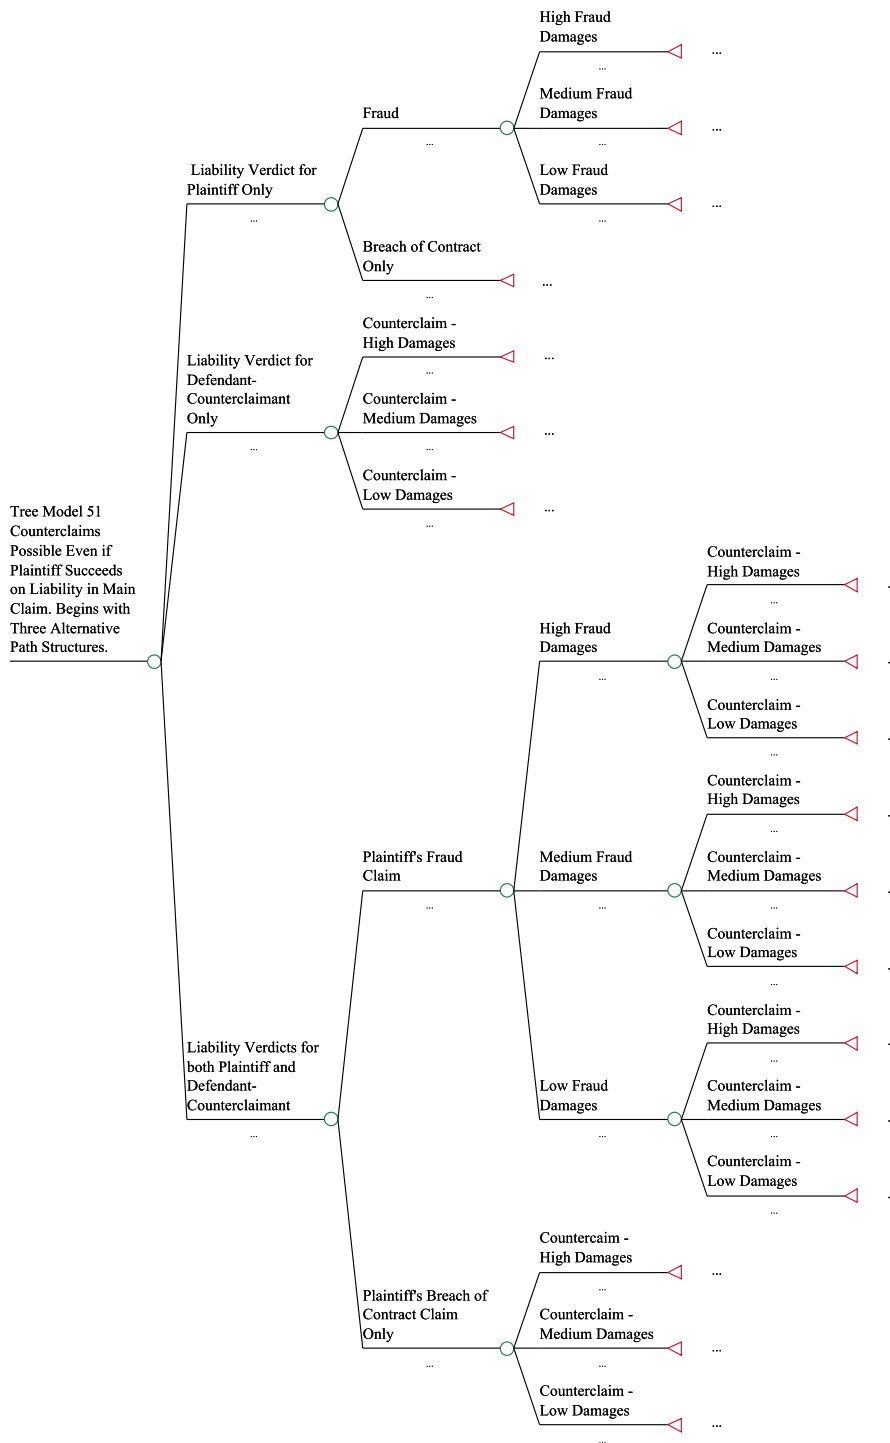 High Fraud
Damages
...
...
Medium Fraud
Damages
...
...
Low Fraud
Damages
...
...
Fraud
...
Liability Verdict for
Plaintiff Only
...
Breach of Contract
Only
...
...
Counterclaim -
High Damages
...
...
Liability Verdict for
Defendant-
Counterclaimant
Only
...
Counterclaim -
Medium Damages
...
...
Counterclaim -
Low Damages
...
...
Tree Model 51
Counterclaims
Possible Even if
Plaintiff Succeeds
on Liability in Main
Claim. Begins with
Three Alternative
Path Structures.
Counterclaim -
High Damages
...
High Fraud
Damages
...
Counterclaim -
Medium Damages
...
Counterclaim -
Low Damages
...
Counterclaim -
High Damages
...
Plaintiff's Fraud
Claim
...
Medium Fraud
Damages
...
Counterclaim -
Medium Damages
...
Counterclaim -
Low Damages
...
Counterclaim -
High Damages
...
Liability Verdicts for
both Plaintiff and
Defendant-
Counterclaimant
...
Low Fraud
Damages
...
Counterclaim -
Medium Damages
...
Counterclaim -
Low Damages
...
Countercaim -
High Damages
...
...
Plaintiff's Breach of
Contract Claim
Only
...
Counterclaim -
Medium Damages
...
...
Counterclaim -
Low Damages
...
...